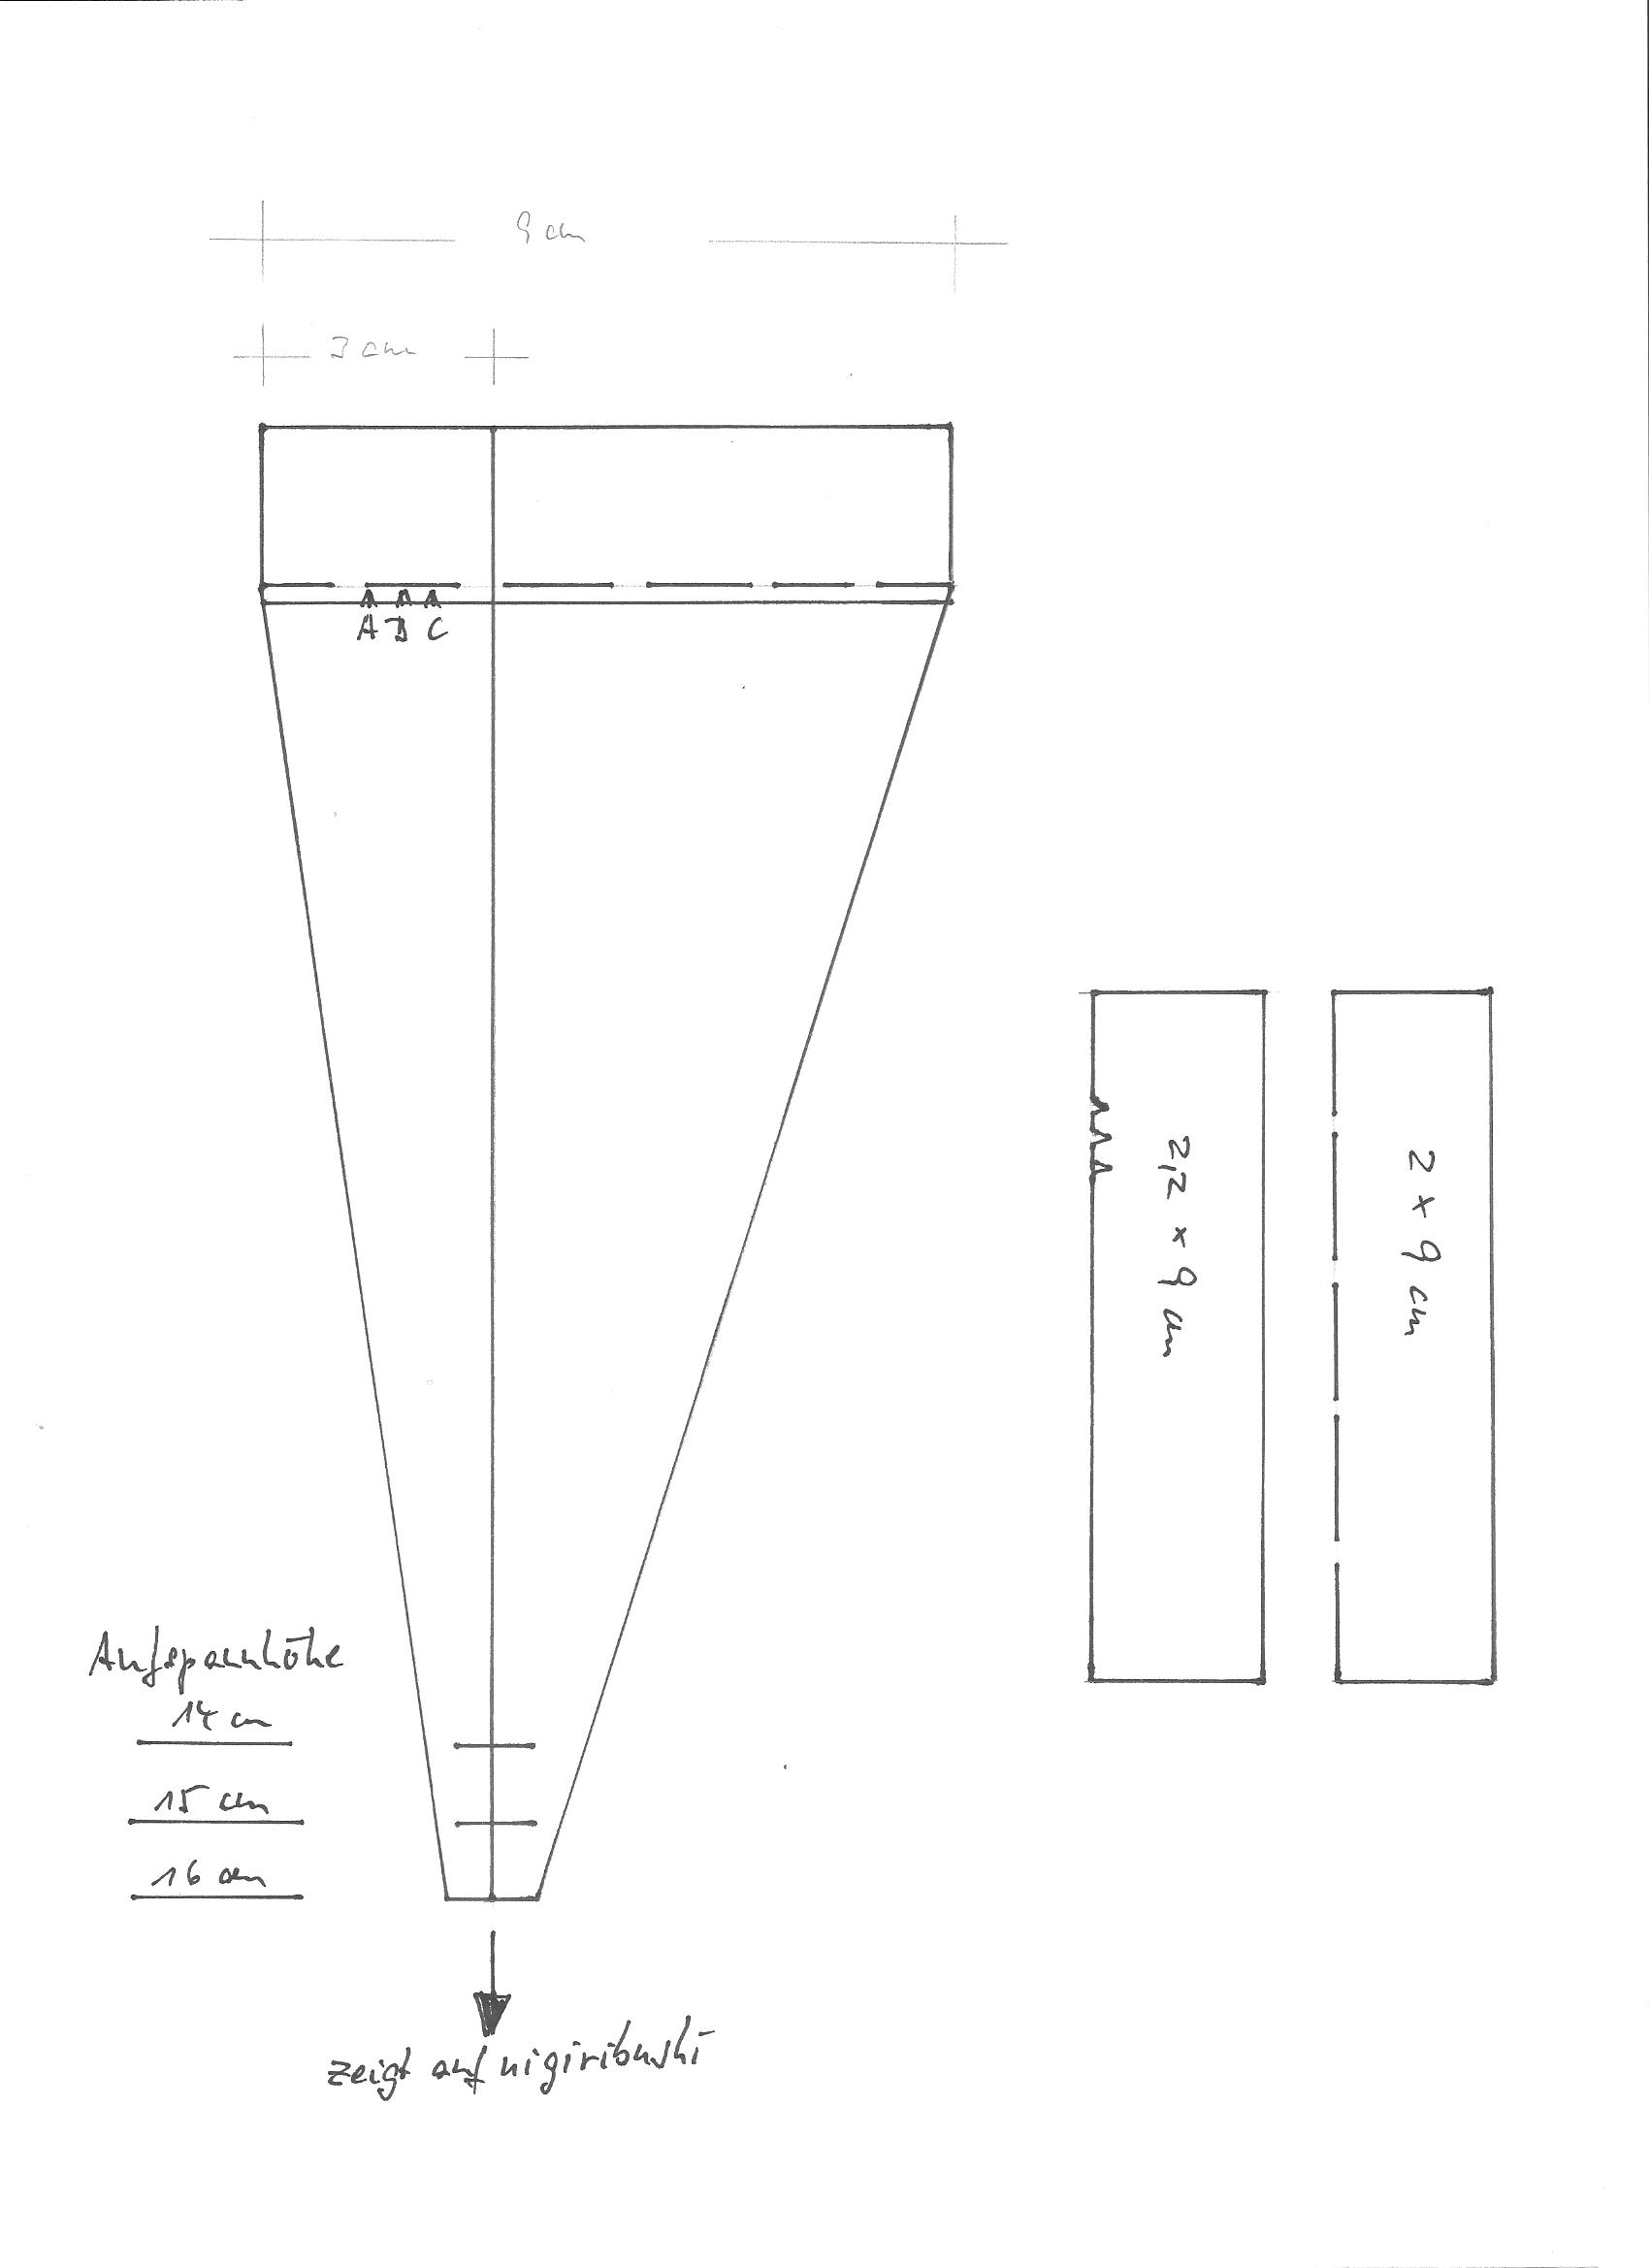 9 cm
3 cm
A B C
2,2 x 9 cm
2 x 9 cm
Aufspannhöhe
14 cm
15 cm
16 cm
zeigt auf nigiribushi